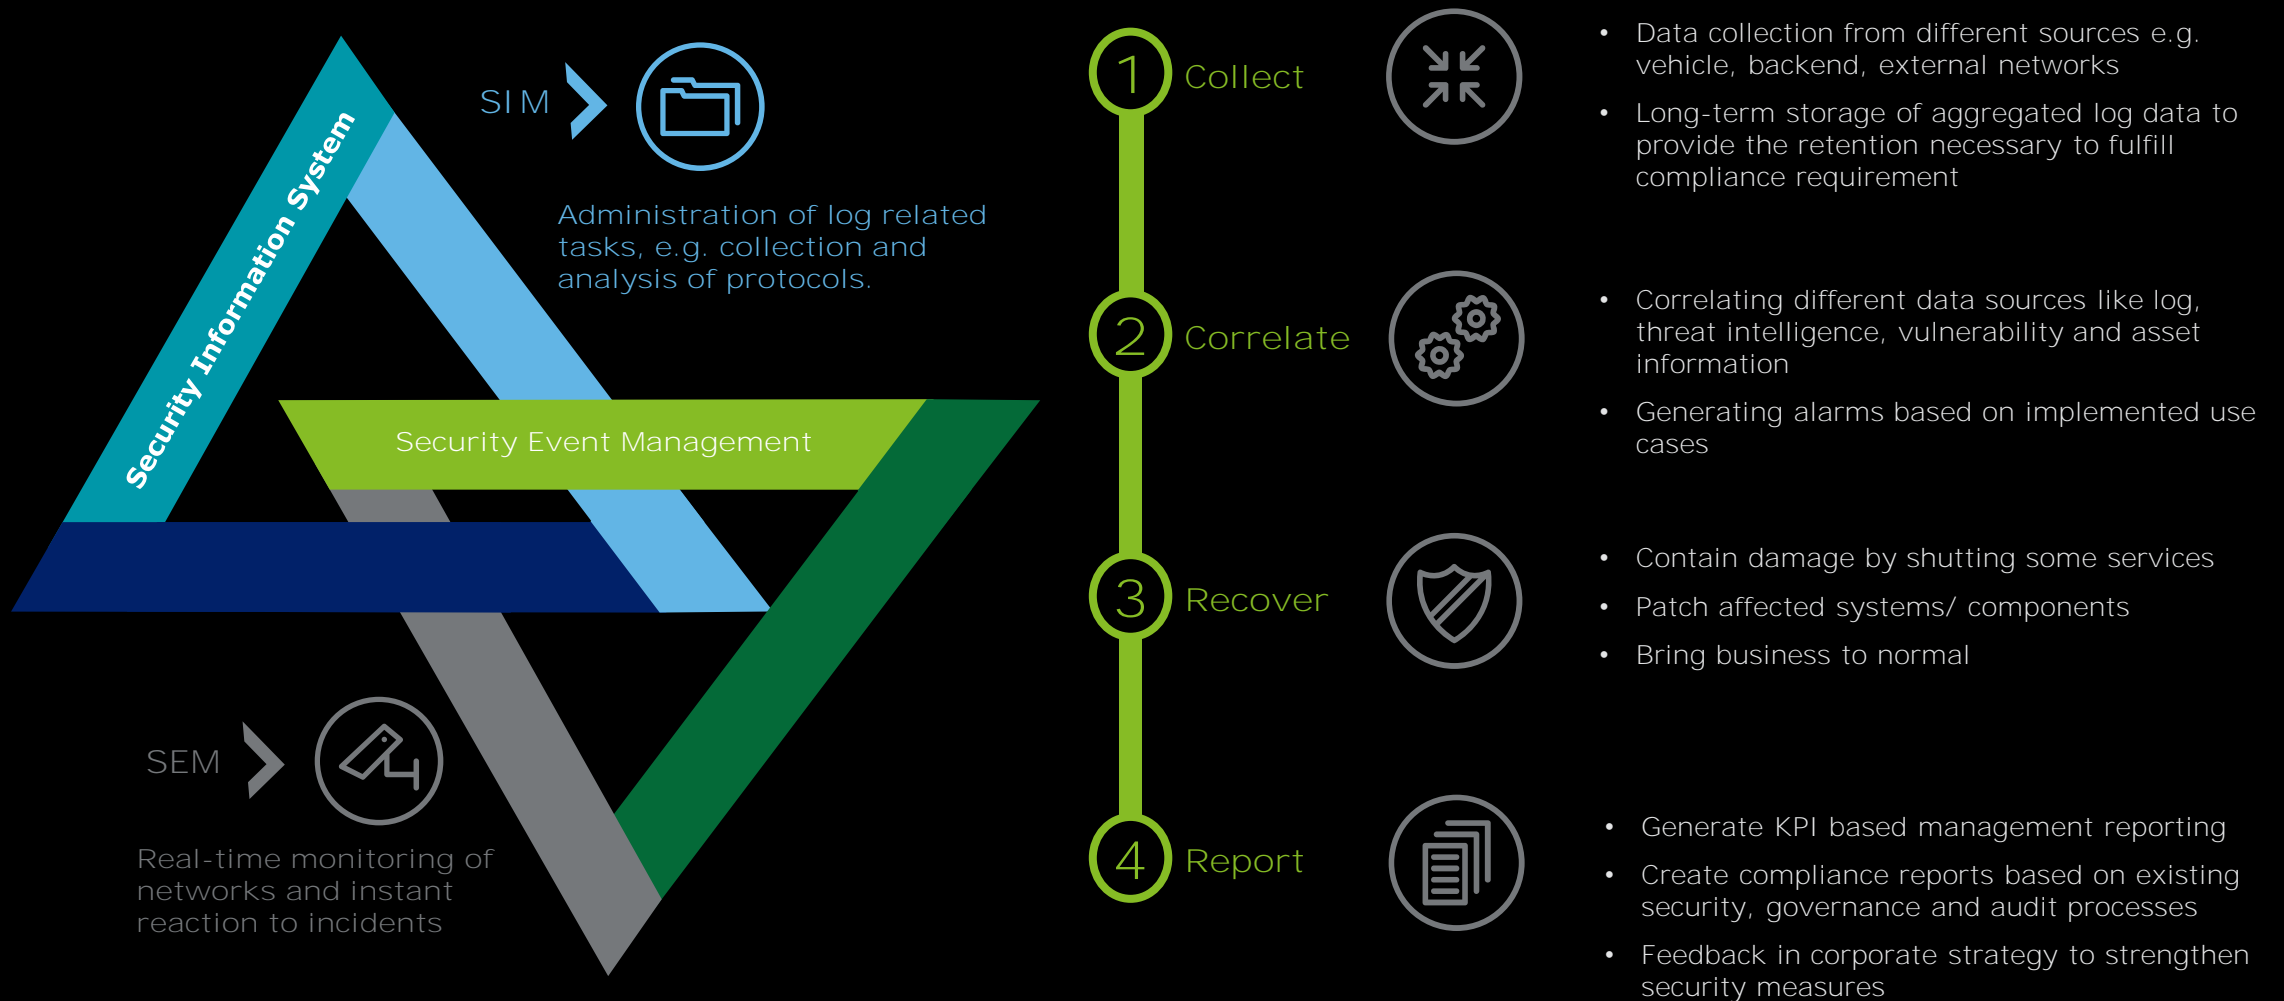 Security Information System
SIM
Administration of log related
tasks, e.g. collection and
analysis of protocols.
Security Event Management
SEM
Real-time monitoring of
networks and instant
reaction to incidents
1 Collect
• Data collection from different sources e.g.
vehicle, backend, external networks
• Long-term storage of aggregated log data to
provide the retention necessary to fulfill
compliance requirement
2 Correlate
• Correlating different data sources like log,
threat intelligence, vulnerability and asset
information
• Generating alarms based on implemented use
cases
3 Recover
• Contain damage by shutting some services
• Patch affected systems/ components
• Bring business to normal
4 Report
• Generate KPI based management reporting
• Create compliance reports based on existing
security, governance and audit processes
• Feedback in corporate strategy to strengthen
security measures